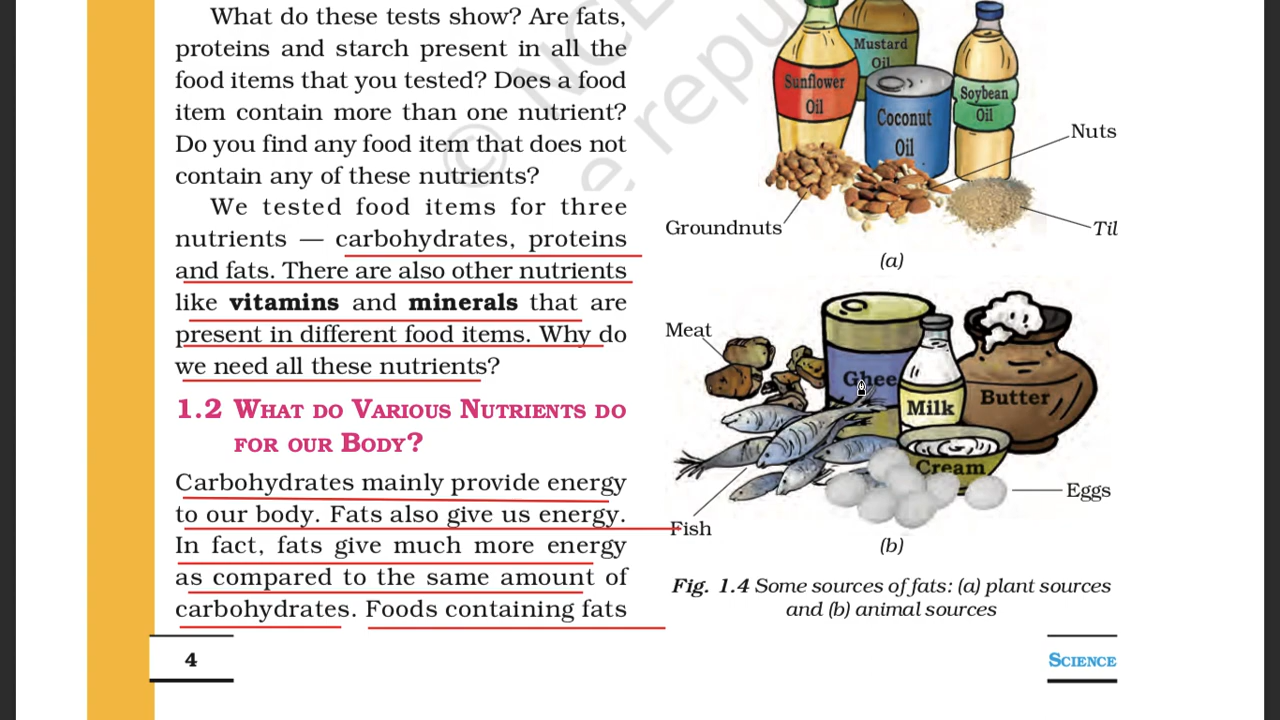 What do these tests show? Are fats,
proteins and starch present in all the
food items that you tested? Does a food
item contain more than one nutrient?
Do you find any food item that does not
contain any of these nutrients?
We tested food items for three
nutrients — carbohydrates, proteins
and fats. There are also other nutrients
like vitamins and minerals that are
present in different food items. Why do
we need all these nutrients?
1.2 WHAT DO VARIOUS NUTRIENTS DO
FOR OUR BODY?
Carbohydrates mainly provide energy
to our body. Fats also give us energy.
In fact, fats give much more energy
as compared to the same amount of
carbohydrates. Foods containing fats
4
Mustard
Oil
Sunflower
Oil
Coconut
Oil
Soybean
Oil
Nuts
Groundnuts
Til
(a)
Meat
Ghee
Milk
Butter
Cream
Eggs
Fish
(b)
Fig. 1.4 Some sources of fats: (a) plant sources
and (b) animal sources
SCIENCE